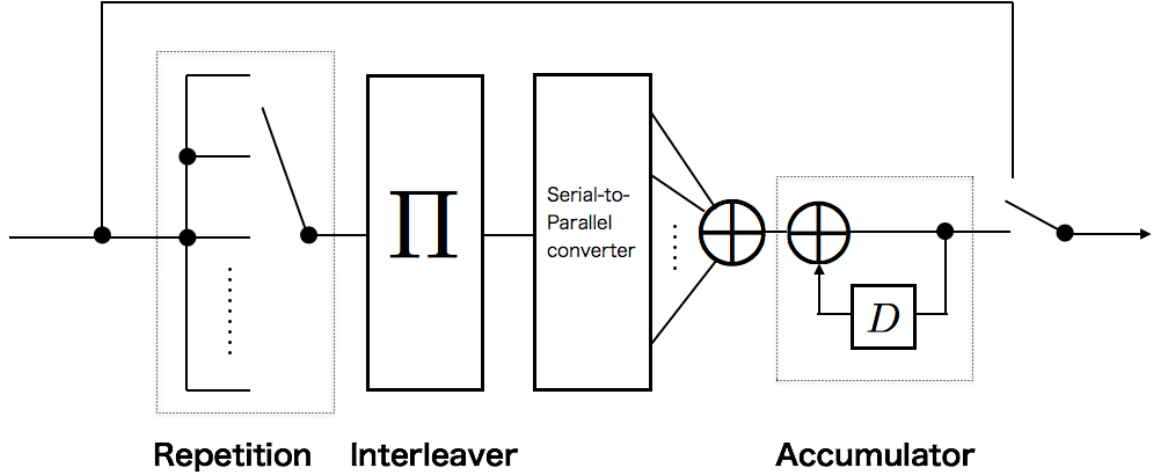 Π
Serial-to-
Parallel
converter
D
Repetition
Interleaver
Accumulator